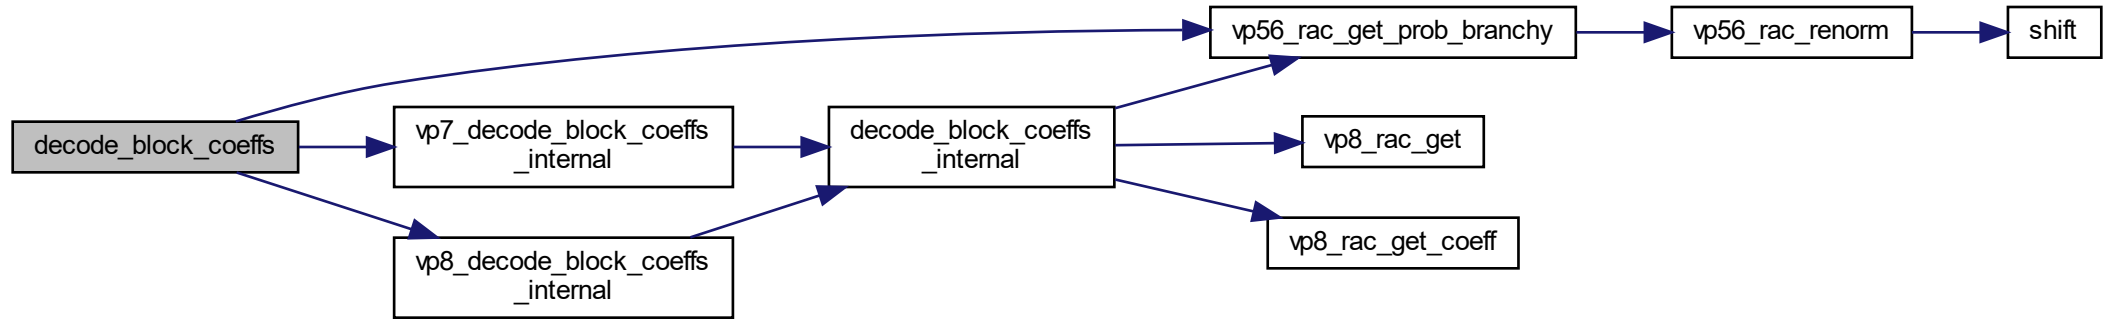 decode_block_coeffs
vp7_decode_block_coeffs
_internal
vp8_decode_block_coeffs
_internal
decode_block_coeffs
_internal
vp56_rac_get_prob_branchy
vp8_rac_get
vp8_rac_get_coeff
vp56_rac_renorm
shift